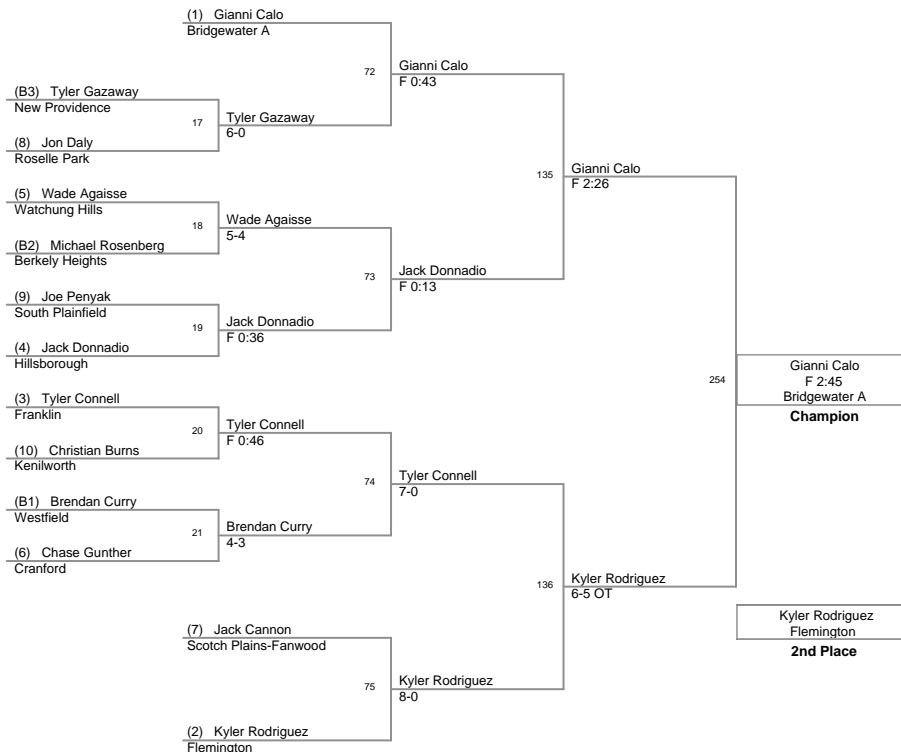 (1) Gianni Calo
Bridgewater A
72
Gianni Calo
F 0:43
(B3) Tyler Gazaway
New Providence
17
Tyler Gazaway
6-0
(8) Jon Daly
Roselle Park
135
Gianni Calo
F 2:26
(5) Wade Agaisse
Watchung Hills
18
Wade Agaisse
5-4
(B2) Michael Rosenberg
Berkely Heights
73
Jack Donnadio
F 0:13
(9) Joe Penyak
South Plainfield
19
Jack Donnadio
F 0:36
(4) Jack Donnadio
Hillsborough
254
Gianni Calo
F 2:45
Bridgewater A
Champion
(3) Tyler Connell
Franklin
20
Tyler Connell
F 0:46
(10) Christian Burns
Kenilworth
74
Tyler Connell
7-0
(B1) Brendan Curry
Westfield
21
Brendan Curry
4-3
(6) Chase Gunther
Cranford
136
Kyler Rodriguez
6-5 OT
(7) Jack Cannon
Scotch Plains-Fanwood
75
Kyler Rodriguez
8-0
(2) Kyler Rodriguez
Flemington
Kyler Rodriguez
Flemington
2nd Place